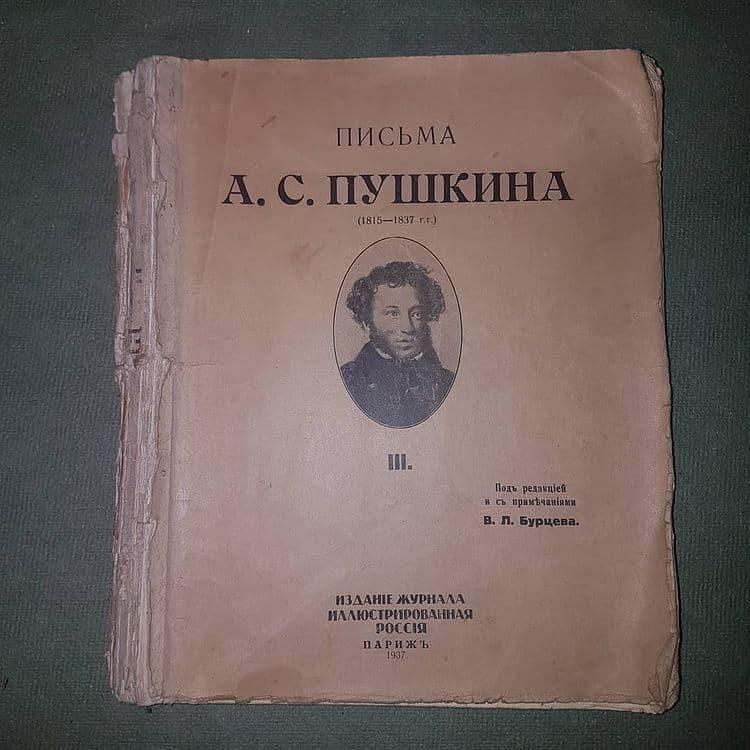 ПИСЬМА
А. С. ПУШКИНА
(1815—1837 г.г.)
III.
Подъ редакціей
и съ примѣчаніями
В. Л. Бурцева.
ИЗДАНІЕ ЖУРНАЛА
ИЛЛЮСТРИРОВАННАЯ
РОССІЯ
ПАРИЖЪ
1937